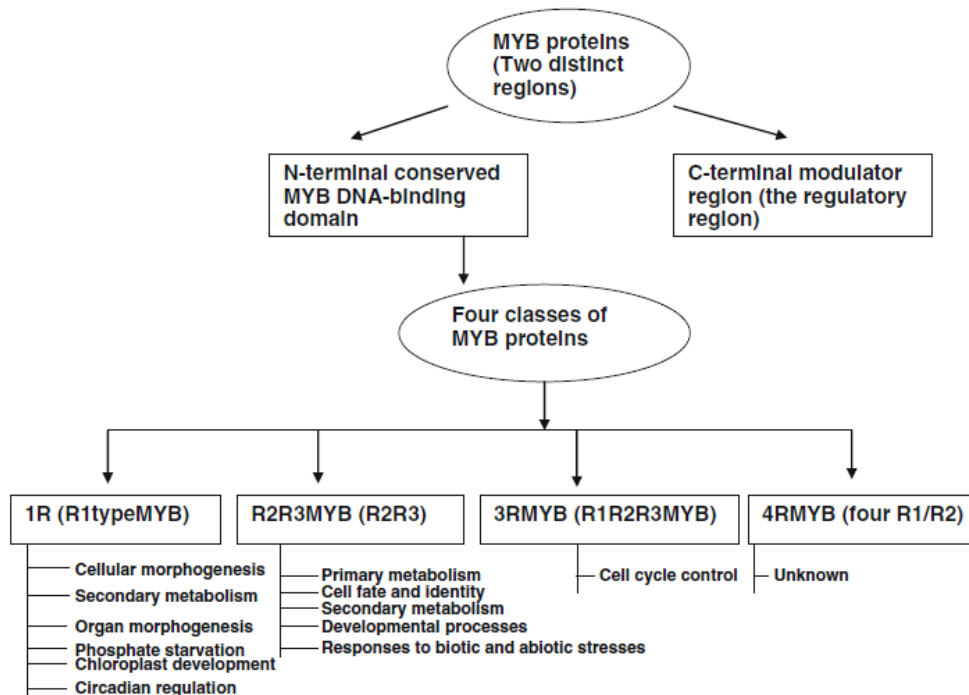 MYB proteins
(Two distinct
regions)
N-terminal conserved
MYB DNA-binding
domain
C-terminal modulator
region (the regulatory
region)
Four classes of
MYB proteins
1R (R1typeMYB)
R2R3MYB (R2R3)
3RMYB (R1R2R3MYB)
4RMYB (four R1/R2)
Cellular morphogenesis
Secondary metabolism
Organ morphogenesis
Phosphate starvation
Chloroplast development
Circadian regulation
Primary metabolism
Cell fate and identity
Secondary metabolism
Developmental processes
Responses to biotic and abiotic stresses
Cell cycle control
Unknown